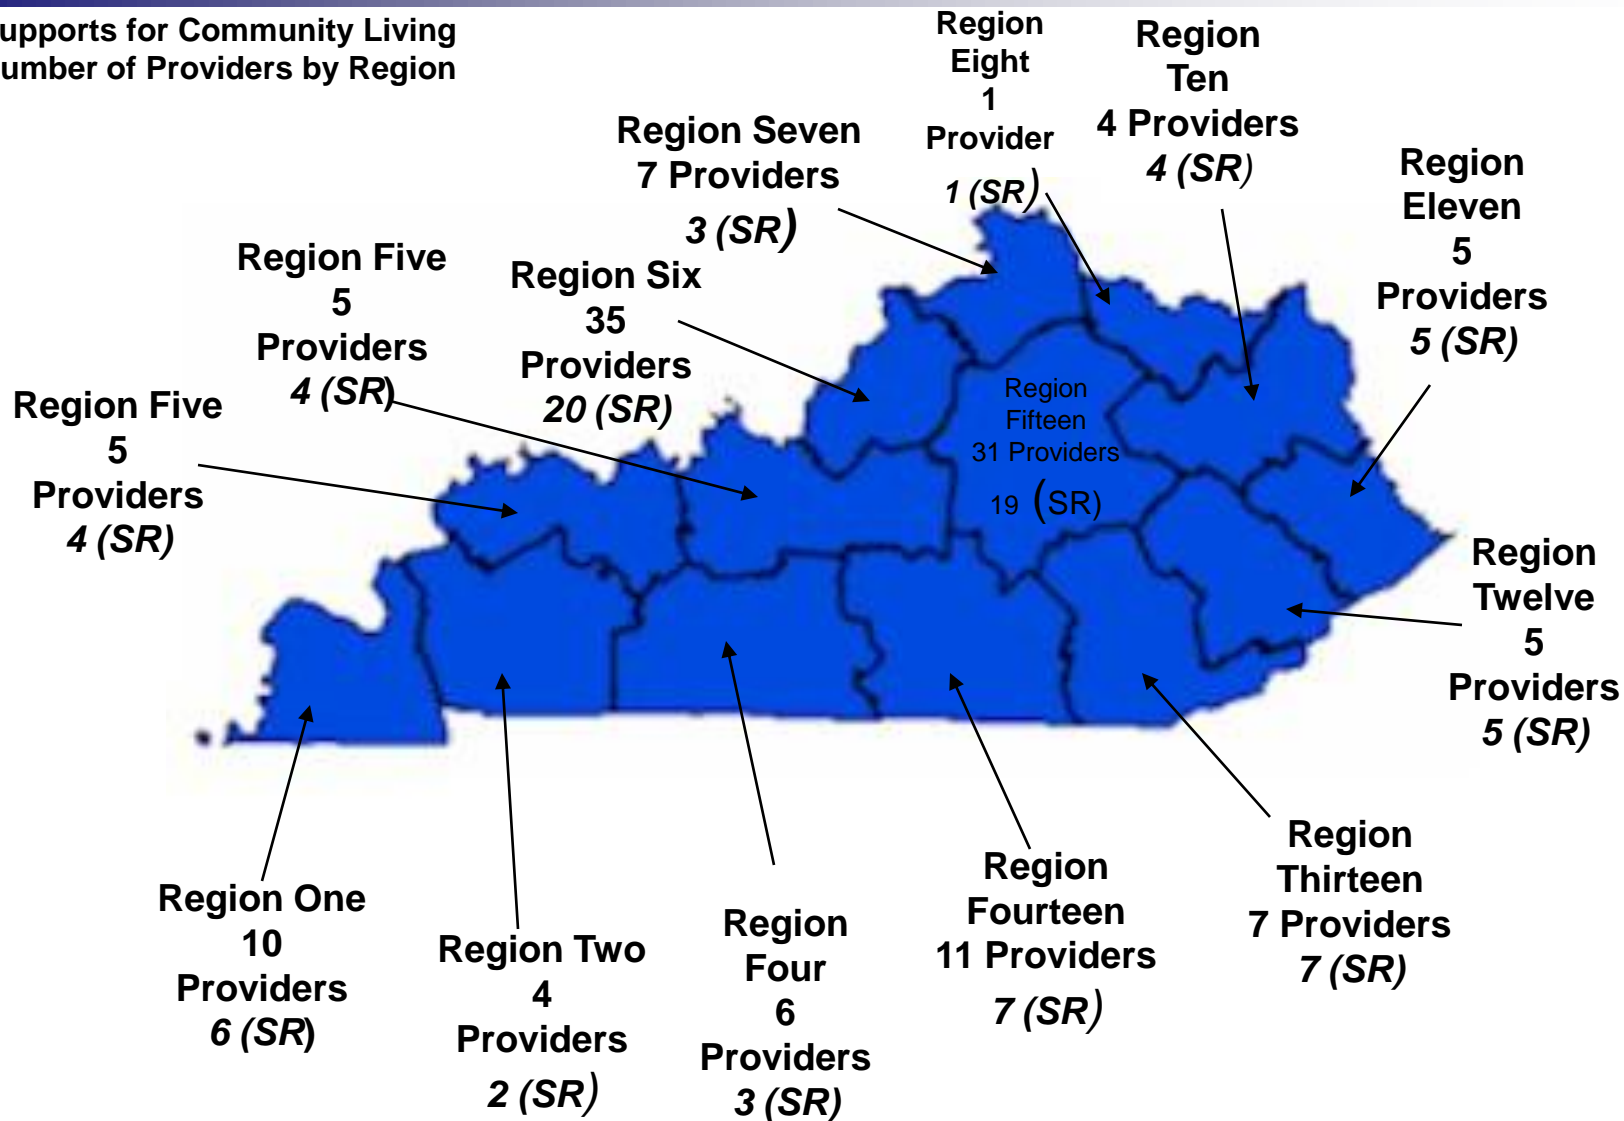 upports for Community Living
umber of Providers by Region
Region
Eight
1
Provider
1 (SR)
Region
Ten
4 Providers
4 (SR)
Region Seven
7 Providers
3 (SR)
Region
Eleven
5
Providers
5 (SR)
Region Five
5
Providers
4 (SR)
Region Six
35
Providers
20 (SR)
Region Five
5
Providers
4 (SR)
Region
Fifteen
31 Providers
19 (SR)
Region
Twelve
5
Providers
5 (SR)
Region One
10
Providers
6 (SR)
Region Two
4
Providers
2 (SR)
Region
Four
6
Providers
3 (SR)
Region
Fourteen
11 Providers
7 (SR)
Region
Thirteen
7 Providers
7 (SR)